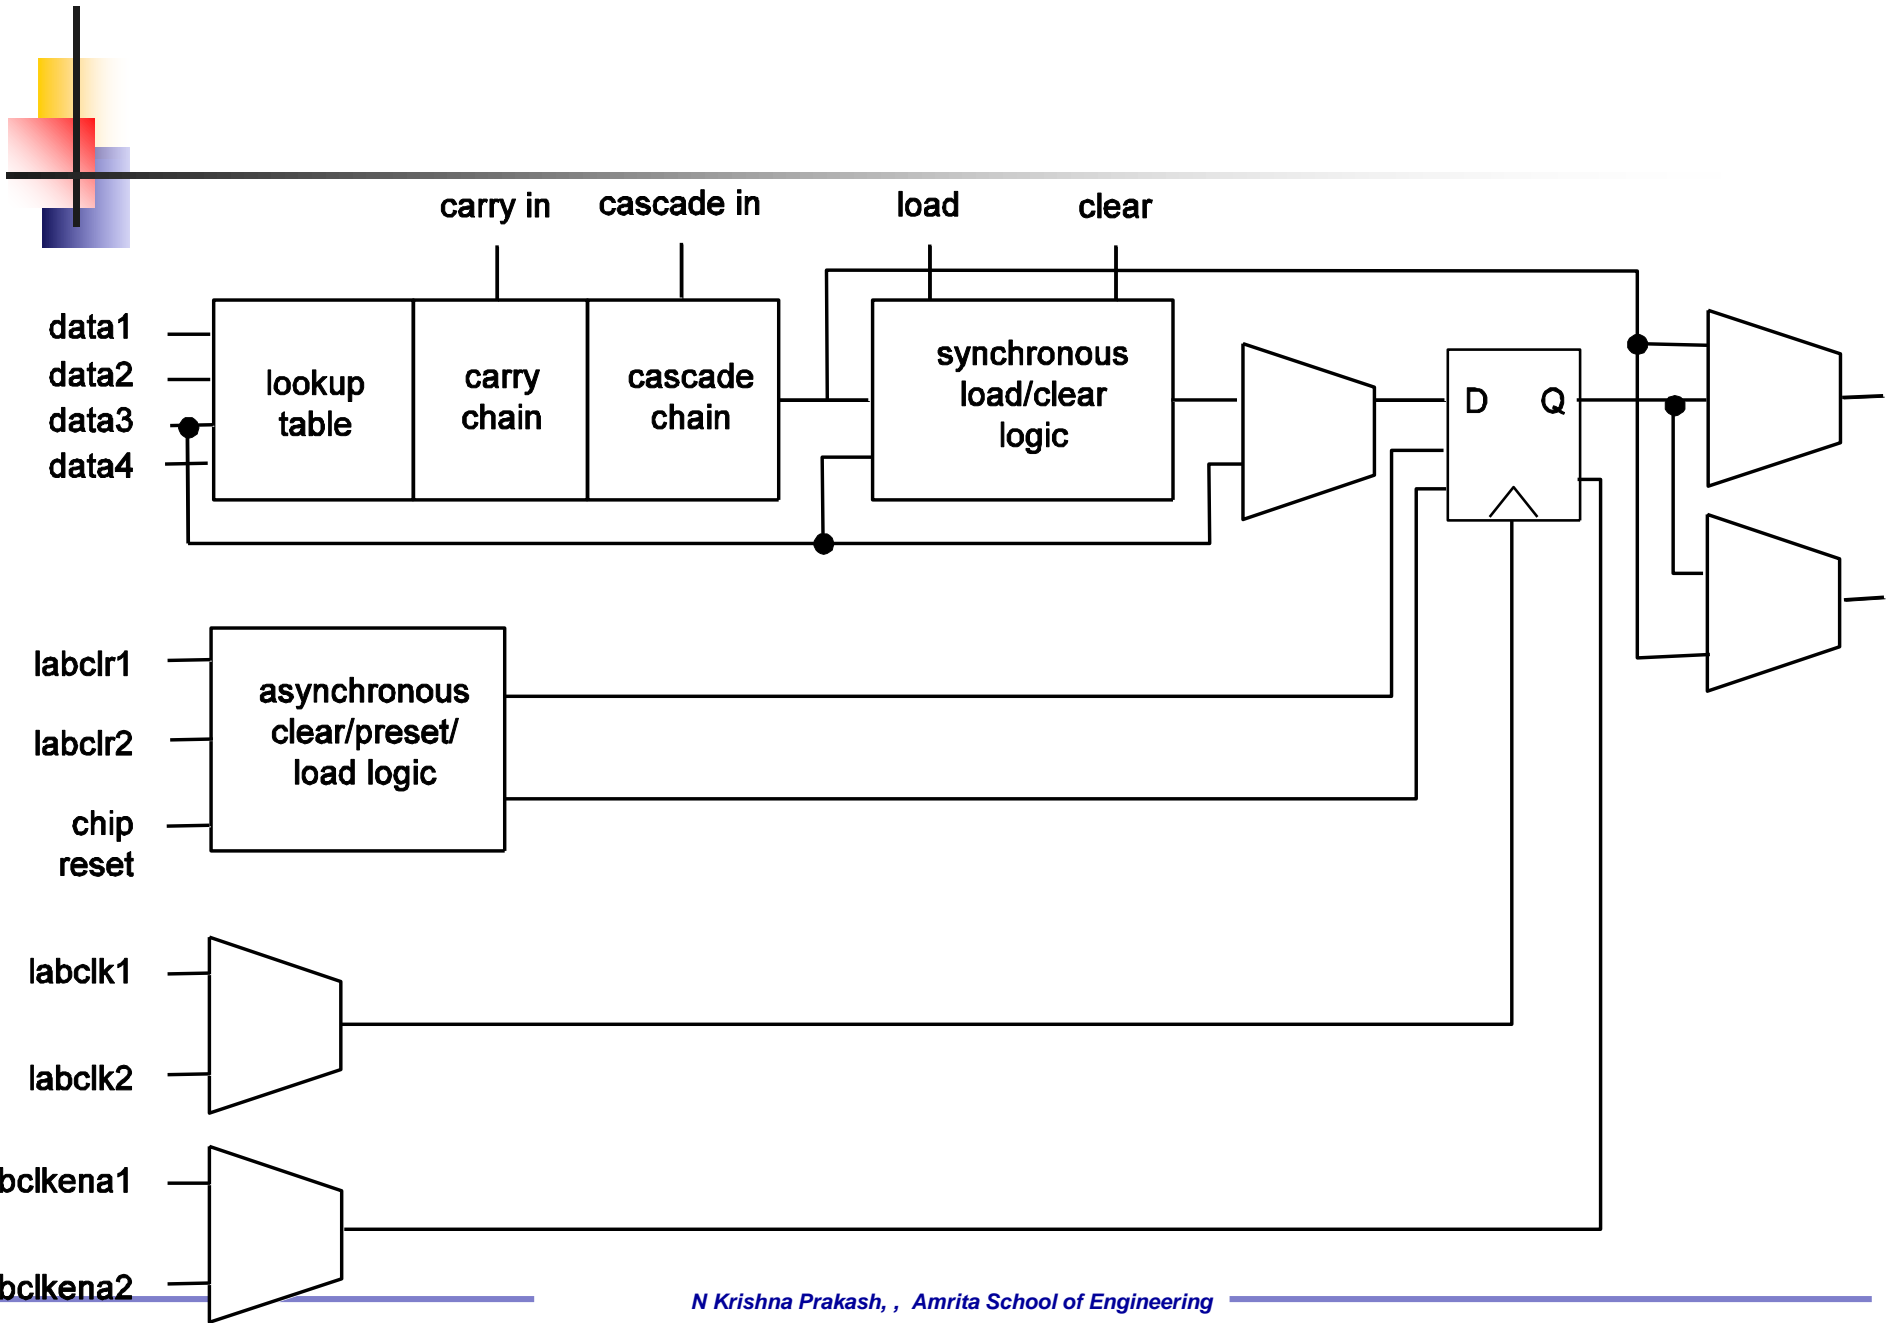 carry in
cascade in
load
clear
data1
data2
data3
data4
lookup
table
carry
chain
cascade
chain
synchronous
load/clear
logic
D
Q
labclr1
labclr2
chip
reset
asynchronous
clear/preset/
load logic
labclk1
labclk2
bclkena1
bclkena2
N Krishna Prakash, , Amrita School of Engineering